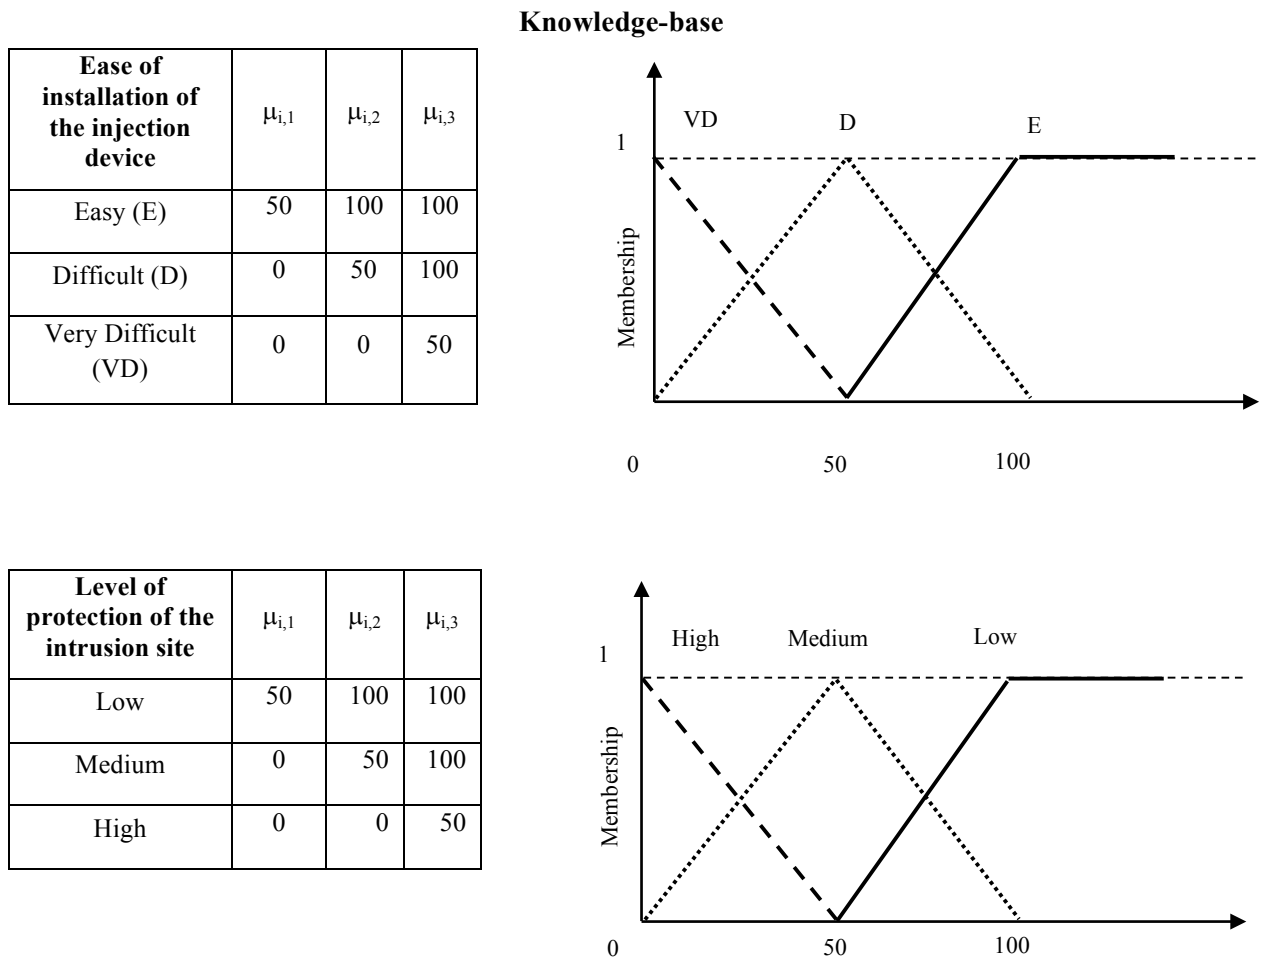 Knowledge-base
Ease of
installation of
the injection
device
μi,1
μi,2
μi,3
Easy (E)
50
100
100
Difficult (D)
0
50
100
Very Difficult
(VD)
0
0
50
VD
D
E
1
Membership
0
50
100
Level of
protection of the
intrusion site
μi,1
μi,2
μi,3
Low
50
100
100
Medium
0
50
100
High
0
0
50
High
Medium
Low
1
Membership
0
50
100